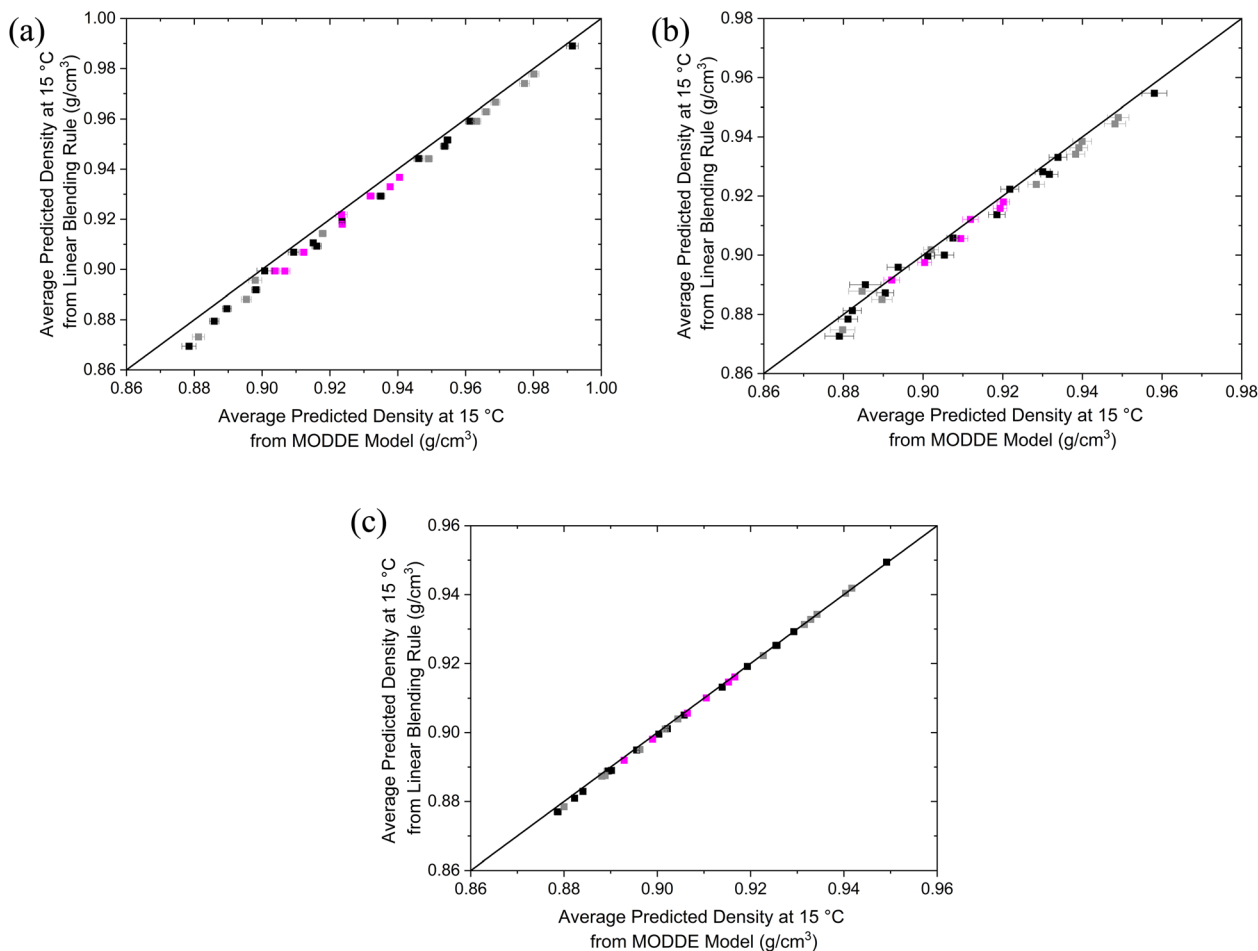 (a)
1.00
0.98
0.96
0.94
0.92
0.90
0.88
0.86
Average Predicted Density at 15 °C
from Linear Blending Rule (g/cm³)
0.86 0.88 0.90 0.92 0.94 0.96 0.98 1.00
Average Predicted Density at 15 °C
from MODDE Model (g/cm³)
(b)
0.98
0.96
0.94
0.92
0.90
0.88
0.86
Average Predicted Density at 15 °C
from Linear Blending Rule (g/cm³)
0.86 0.88 0.90 0.92 0.94 0.96 0.98
Average Predicted Density at 15 °C
from MODDE Model (g/cm³)
(c)
0.96
0.94
0.92
0.90
0.88
0.86
Average Predicted Density at 15 °C
from Linear Blending Rule (g/cm³)
0.86 0.88 0.90 0.92 0.94 0.96
Average Predicted Density at 15 °C
from MODDE Model (g/cm³)